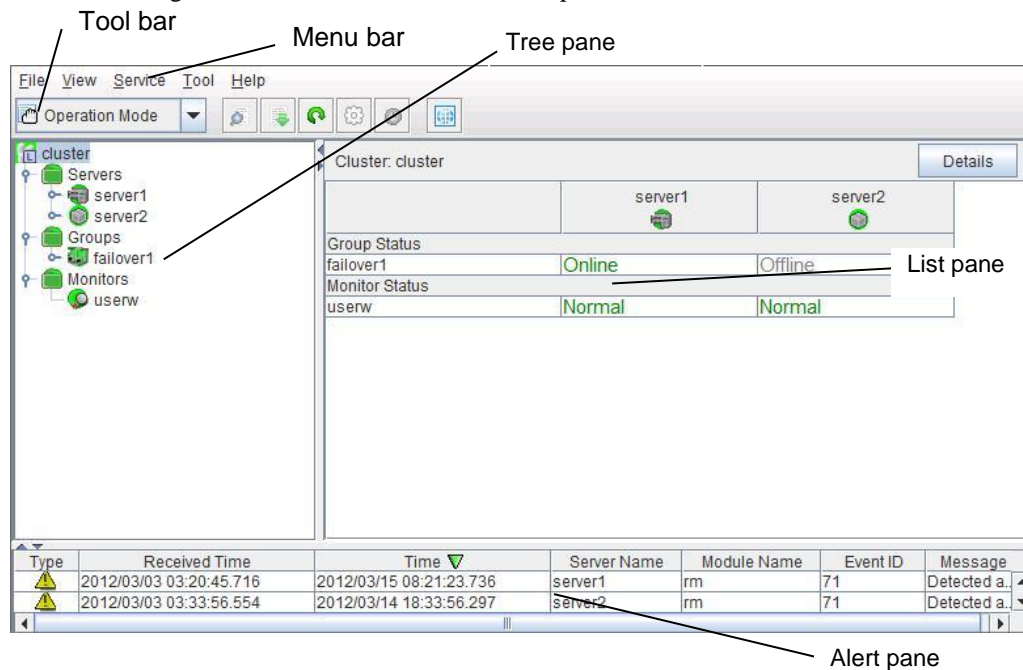 Tool bar
Menu bar
Tree pane
File View Service Tool Help
Operation Mode
cluster
Servers
server1
server2
Groups
failover1
Monitors
userw
Cluster: cluster
Details
server1 server2
Group Status
failover1 Online Offline
Monitor Status
userw Normal Normal
List pane
Type Received Time Time Server Name Module Name Event ID Message
2012/03/03 03:20:45.716 2012/03/15 08:21:23.736 server1 rm 71 Detected a..
2012/03/03 03:33:56.554 2012/03/14 18:33:56.297 server2 rm 71 Detected a..
Alert pane